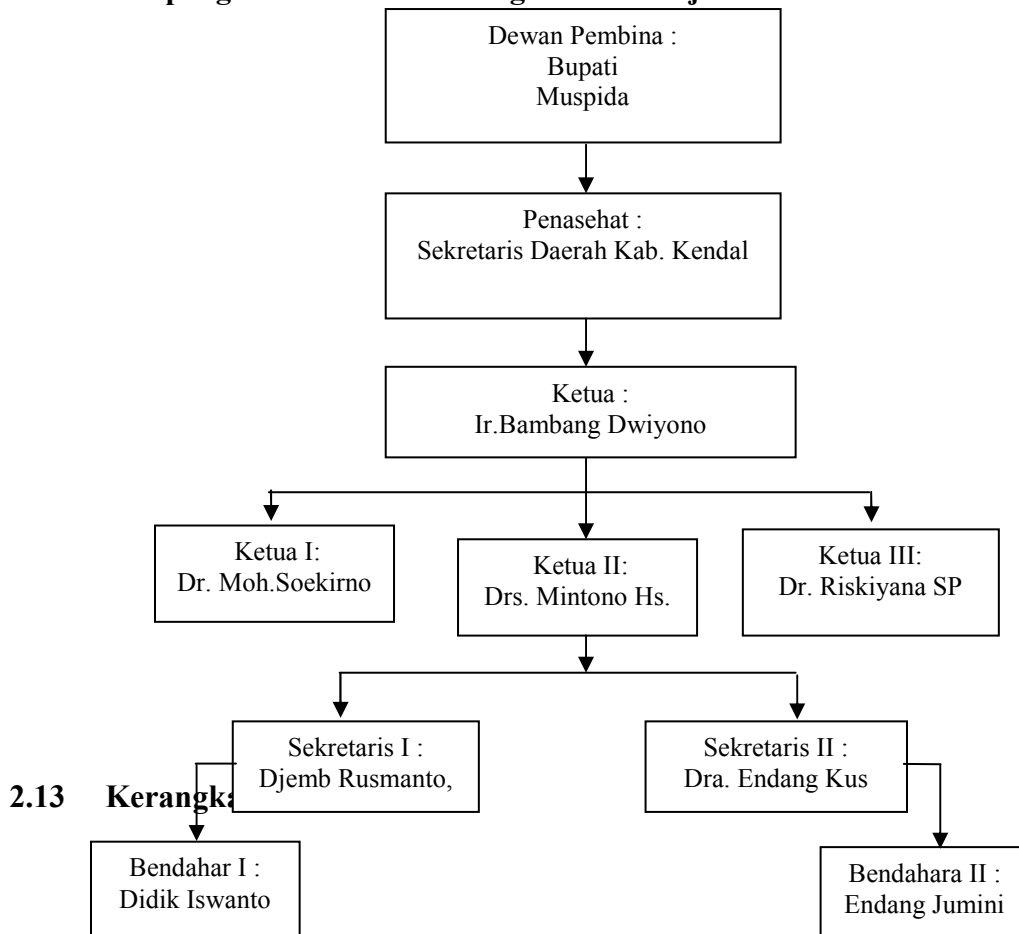 Dewan Pembina :
Bupati
Muspida
Penasehat :
Sekretaris Daerah Kab. Kendal
Ketua :
Ir.Bambang Dwiyono
Ketua I:
Dr. Moh.Soekirno
Ketua II:
Drs. Mintono Hs.
Ketua III:
Dr. Riskiyana SP
Sekretaris I :
Djemb Rusmanto,
Sekretaris II :
Dra. Endang Kus
2.13 Kerangka
Bendahar I :
Didik Iswanto
Bendahara II :
Endang Jumini